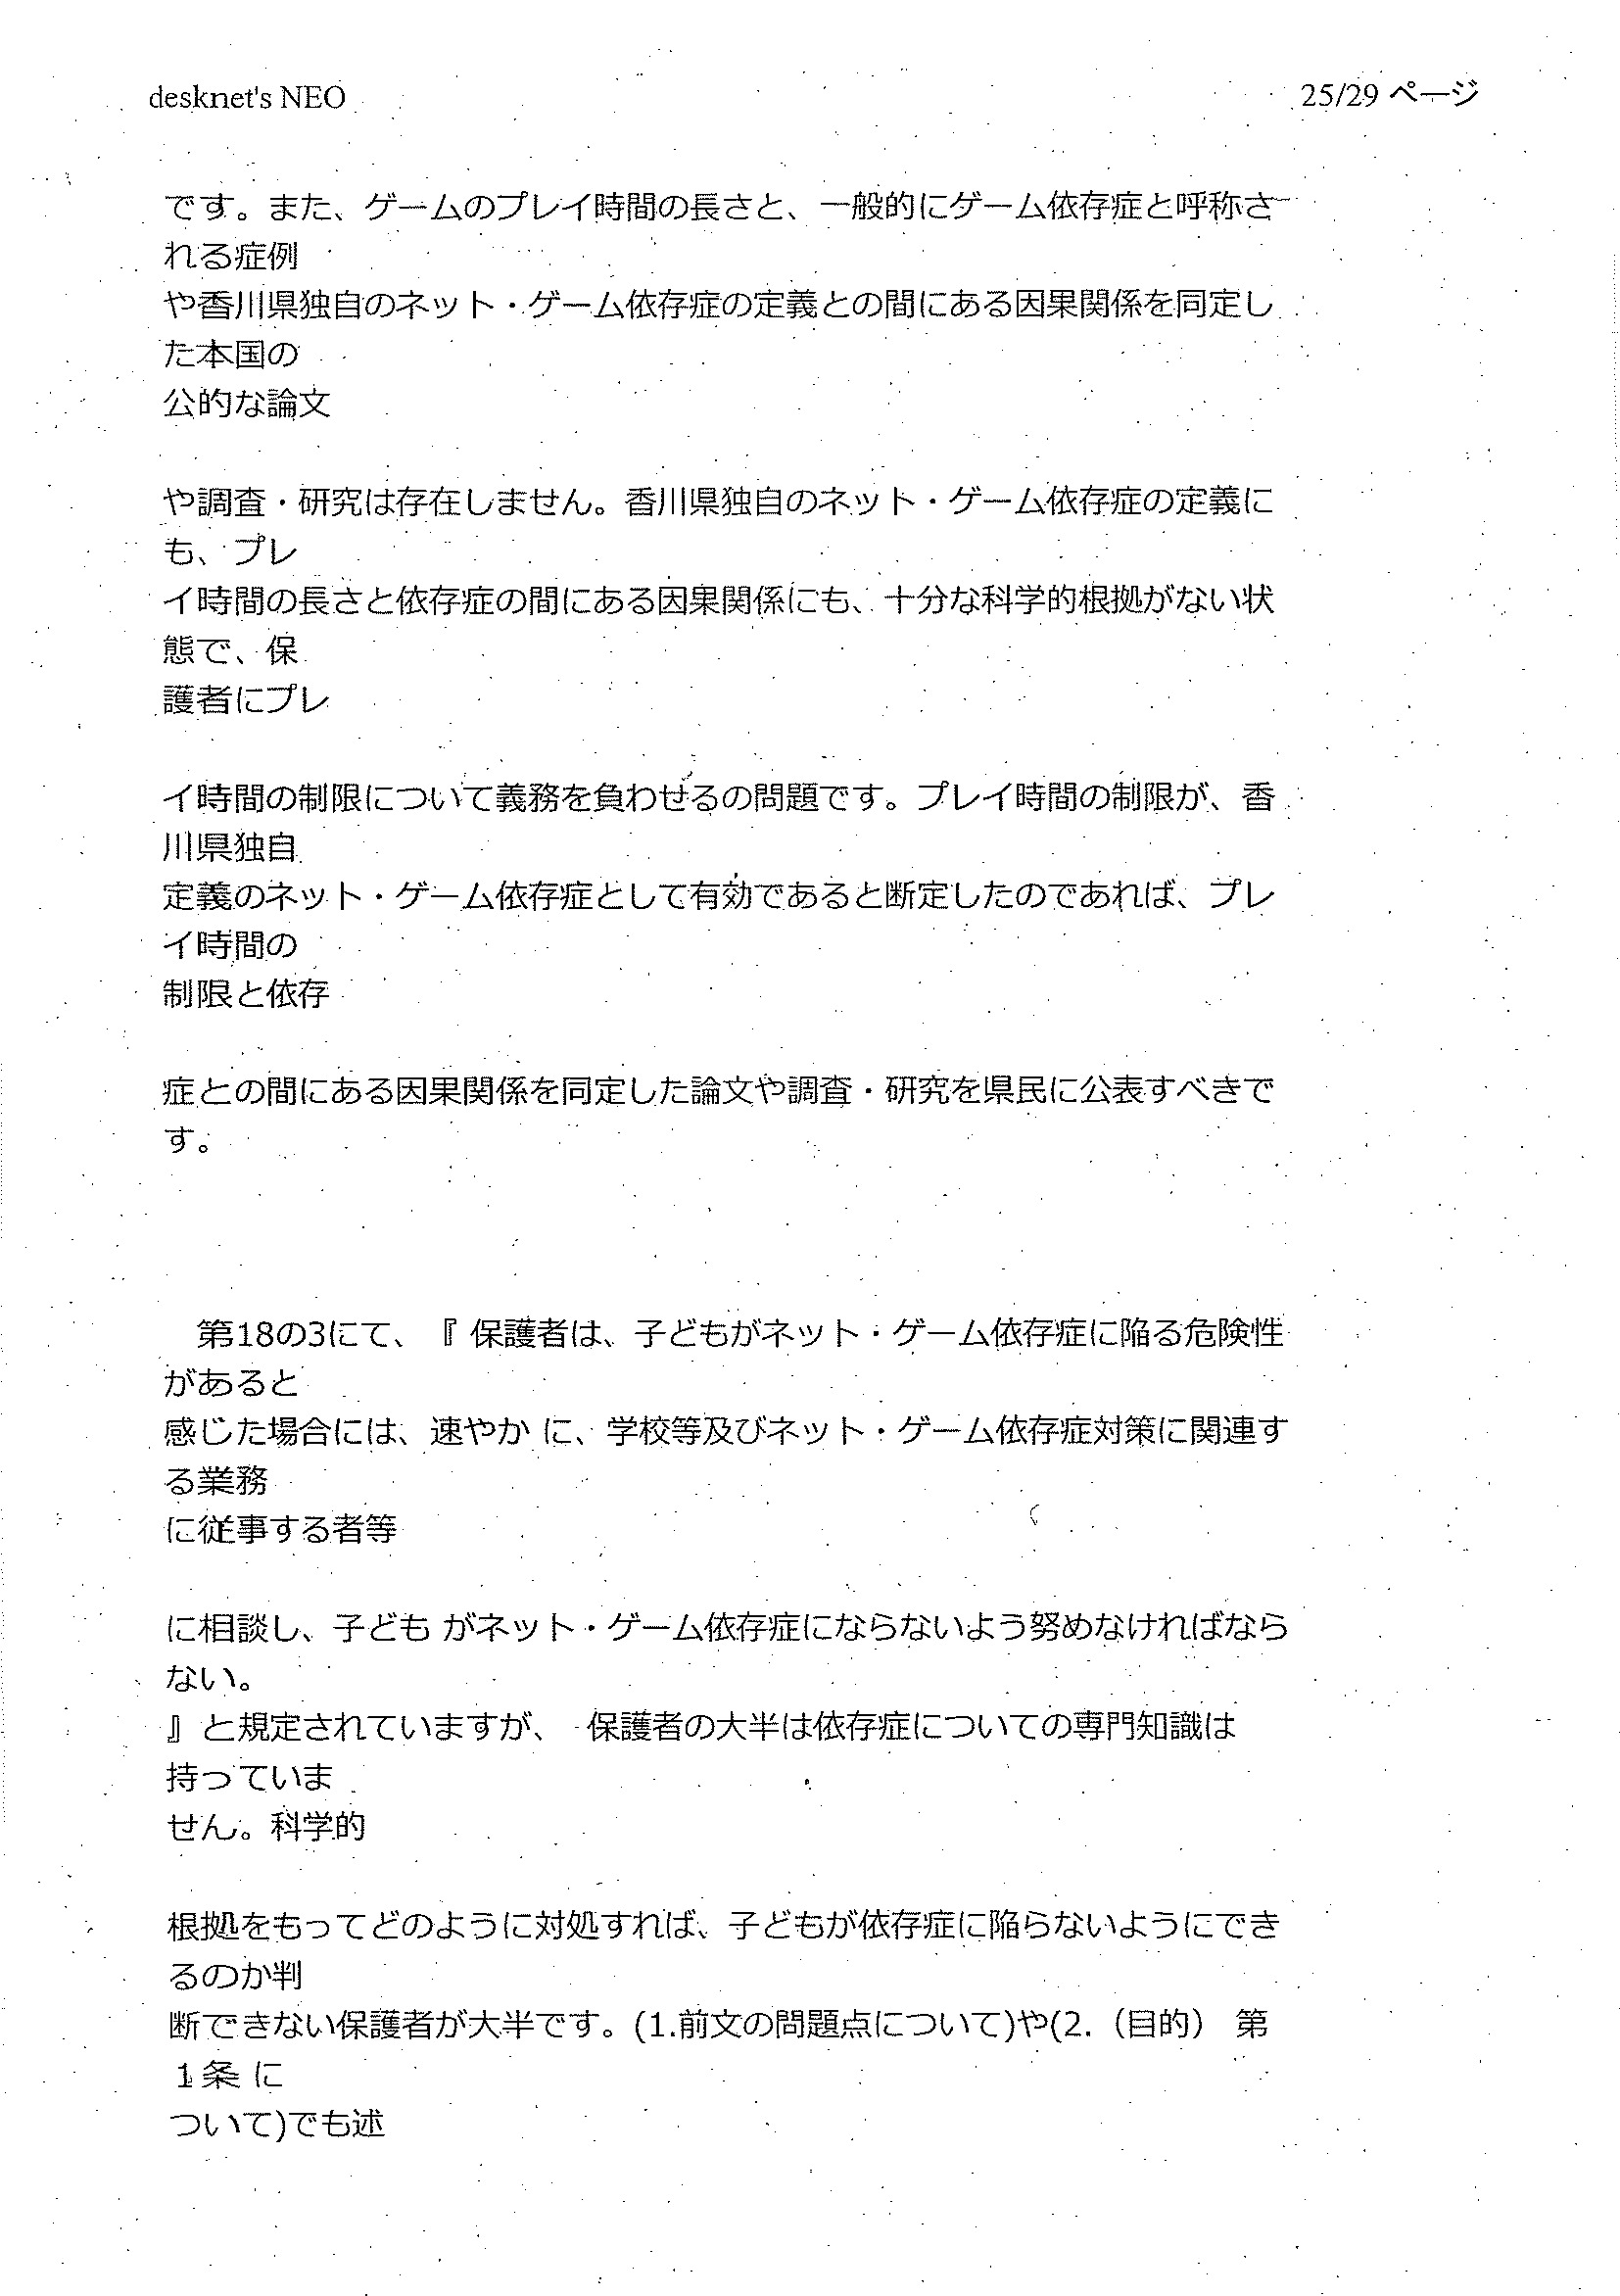 desknet's NEO 25/29 ページ
です。また、ゲームのプレイ時間の長さと、一般的にゲーム依存症と呼称さ
れる症例
や香川県独自のネット・ゲーム依存症の定義との間にある因果関係を同定し
た本国の
公的な論文
や調査・研究は存在しません。香川県独自のネット・ゲーム依存症の定義に
も、プレ
イ時間の長さと依存症の間にある因果関係にも、十分な科学的根拠がない状
態で、保
護者にプレ
イ時間の制限について義務を負わせるの問題です。プレイ時間の制限が、香
川県独自
定義のネット・ゲーム依存症として有効であると断定したのであれば、プレ
イ時間の
制限と依存
症との間にある因果関係を同定した論文や調査・研究を県民に公表すべきで
す。
第18の3にて、『 保護者は、子どもがネット・ゲーム依存症に陥る危険性
があると
感じた場合には、速やか に、学校等及びネット・ゲーム依存症対策に関連す
る業務
に従事する者等
に相談し、子ども がネット・ゲーム依存症にならないよう努めなければなら
ない。
』と規定されていますが、 保護者の大半は依存症についての専門知識は
持っていま
せん。科学的
根拠をもってどのように対処すれば、子どもが依存症に陥らないようにでき
るのか判
断できない保護者が大半です。(1.前文の問題点について)や(2.（目的） 第
1 条 に
ついて)でも述